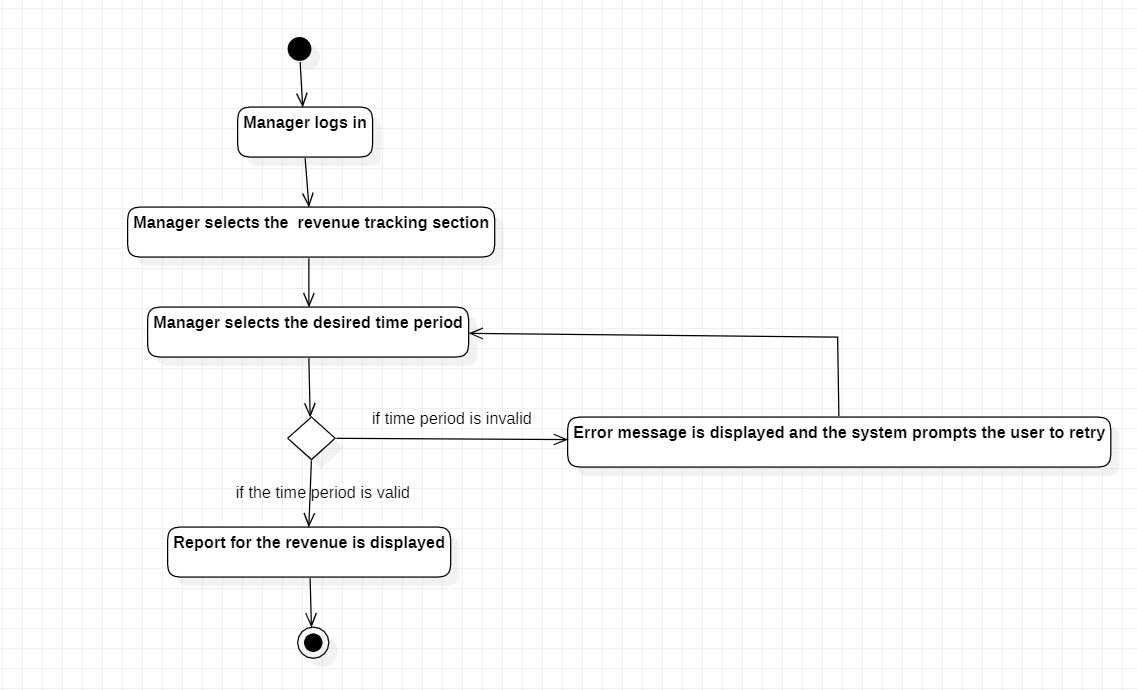 Manager logs in
Manager selects the  revenue tracking section
Manager selects the desired time period
if time period is invalid
Error message is displayed and the system prompts the user to retry
if the time period is valid
Report for the revenue is displayed